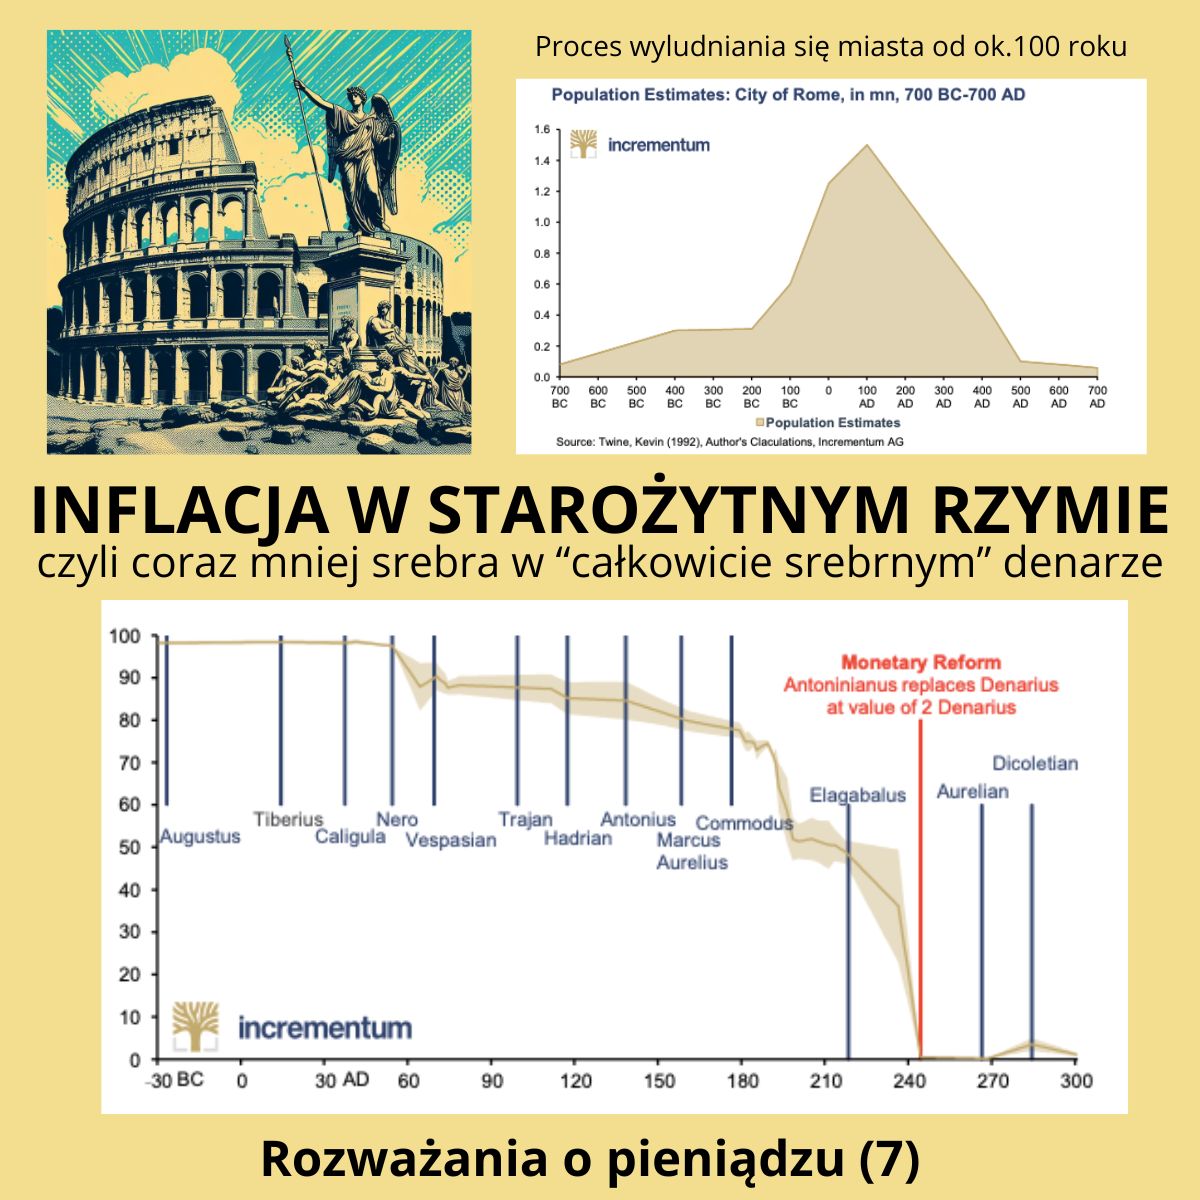 Proces wyludniania się miasta od ok.100 roku
Population Estimates: City of Rome, in mn, 700 BC-700 AD
incrementum
1.6
1.4
1.2
1.0
0.8
0.6
0.4
0.2
0.0
700 600 500 400 300 200 100 0 100 200 300 400 500 600 700
BC BC BC BC BC BC BC AD AD AD AD AD AD AD
Population Estimates
Source: Twine, Kevin (1992), Author's Claculations, Incrementum AG
INFLACJA W STAROŻYTNYM RZYMIE
czyli coraz mniej srebra w “całkowicie srebrnym” denarze
100
90
80
70
60
50
40
30
20
10
0
Monetary Reform
Antoninianus replaces Denarius
at value of 2 Denarius
Dicoletian
Elagabalus Aurelian
Tiberius Nero Trajan Antonius Commodus
Augustus Caligula Vespasian Hadrian Marcus
Aurelius
incrementum
-30 BC 0 30 AD 60 90 120 150 180 210 240 270 300
Rozważania o pieniądzu (7)